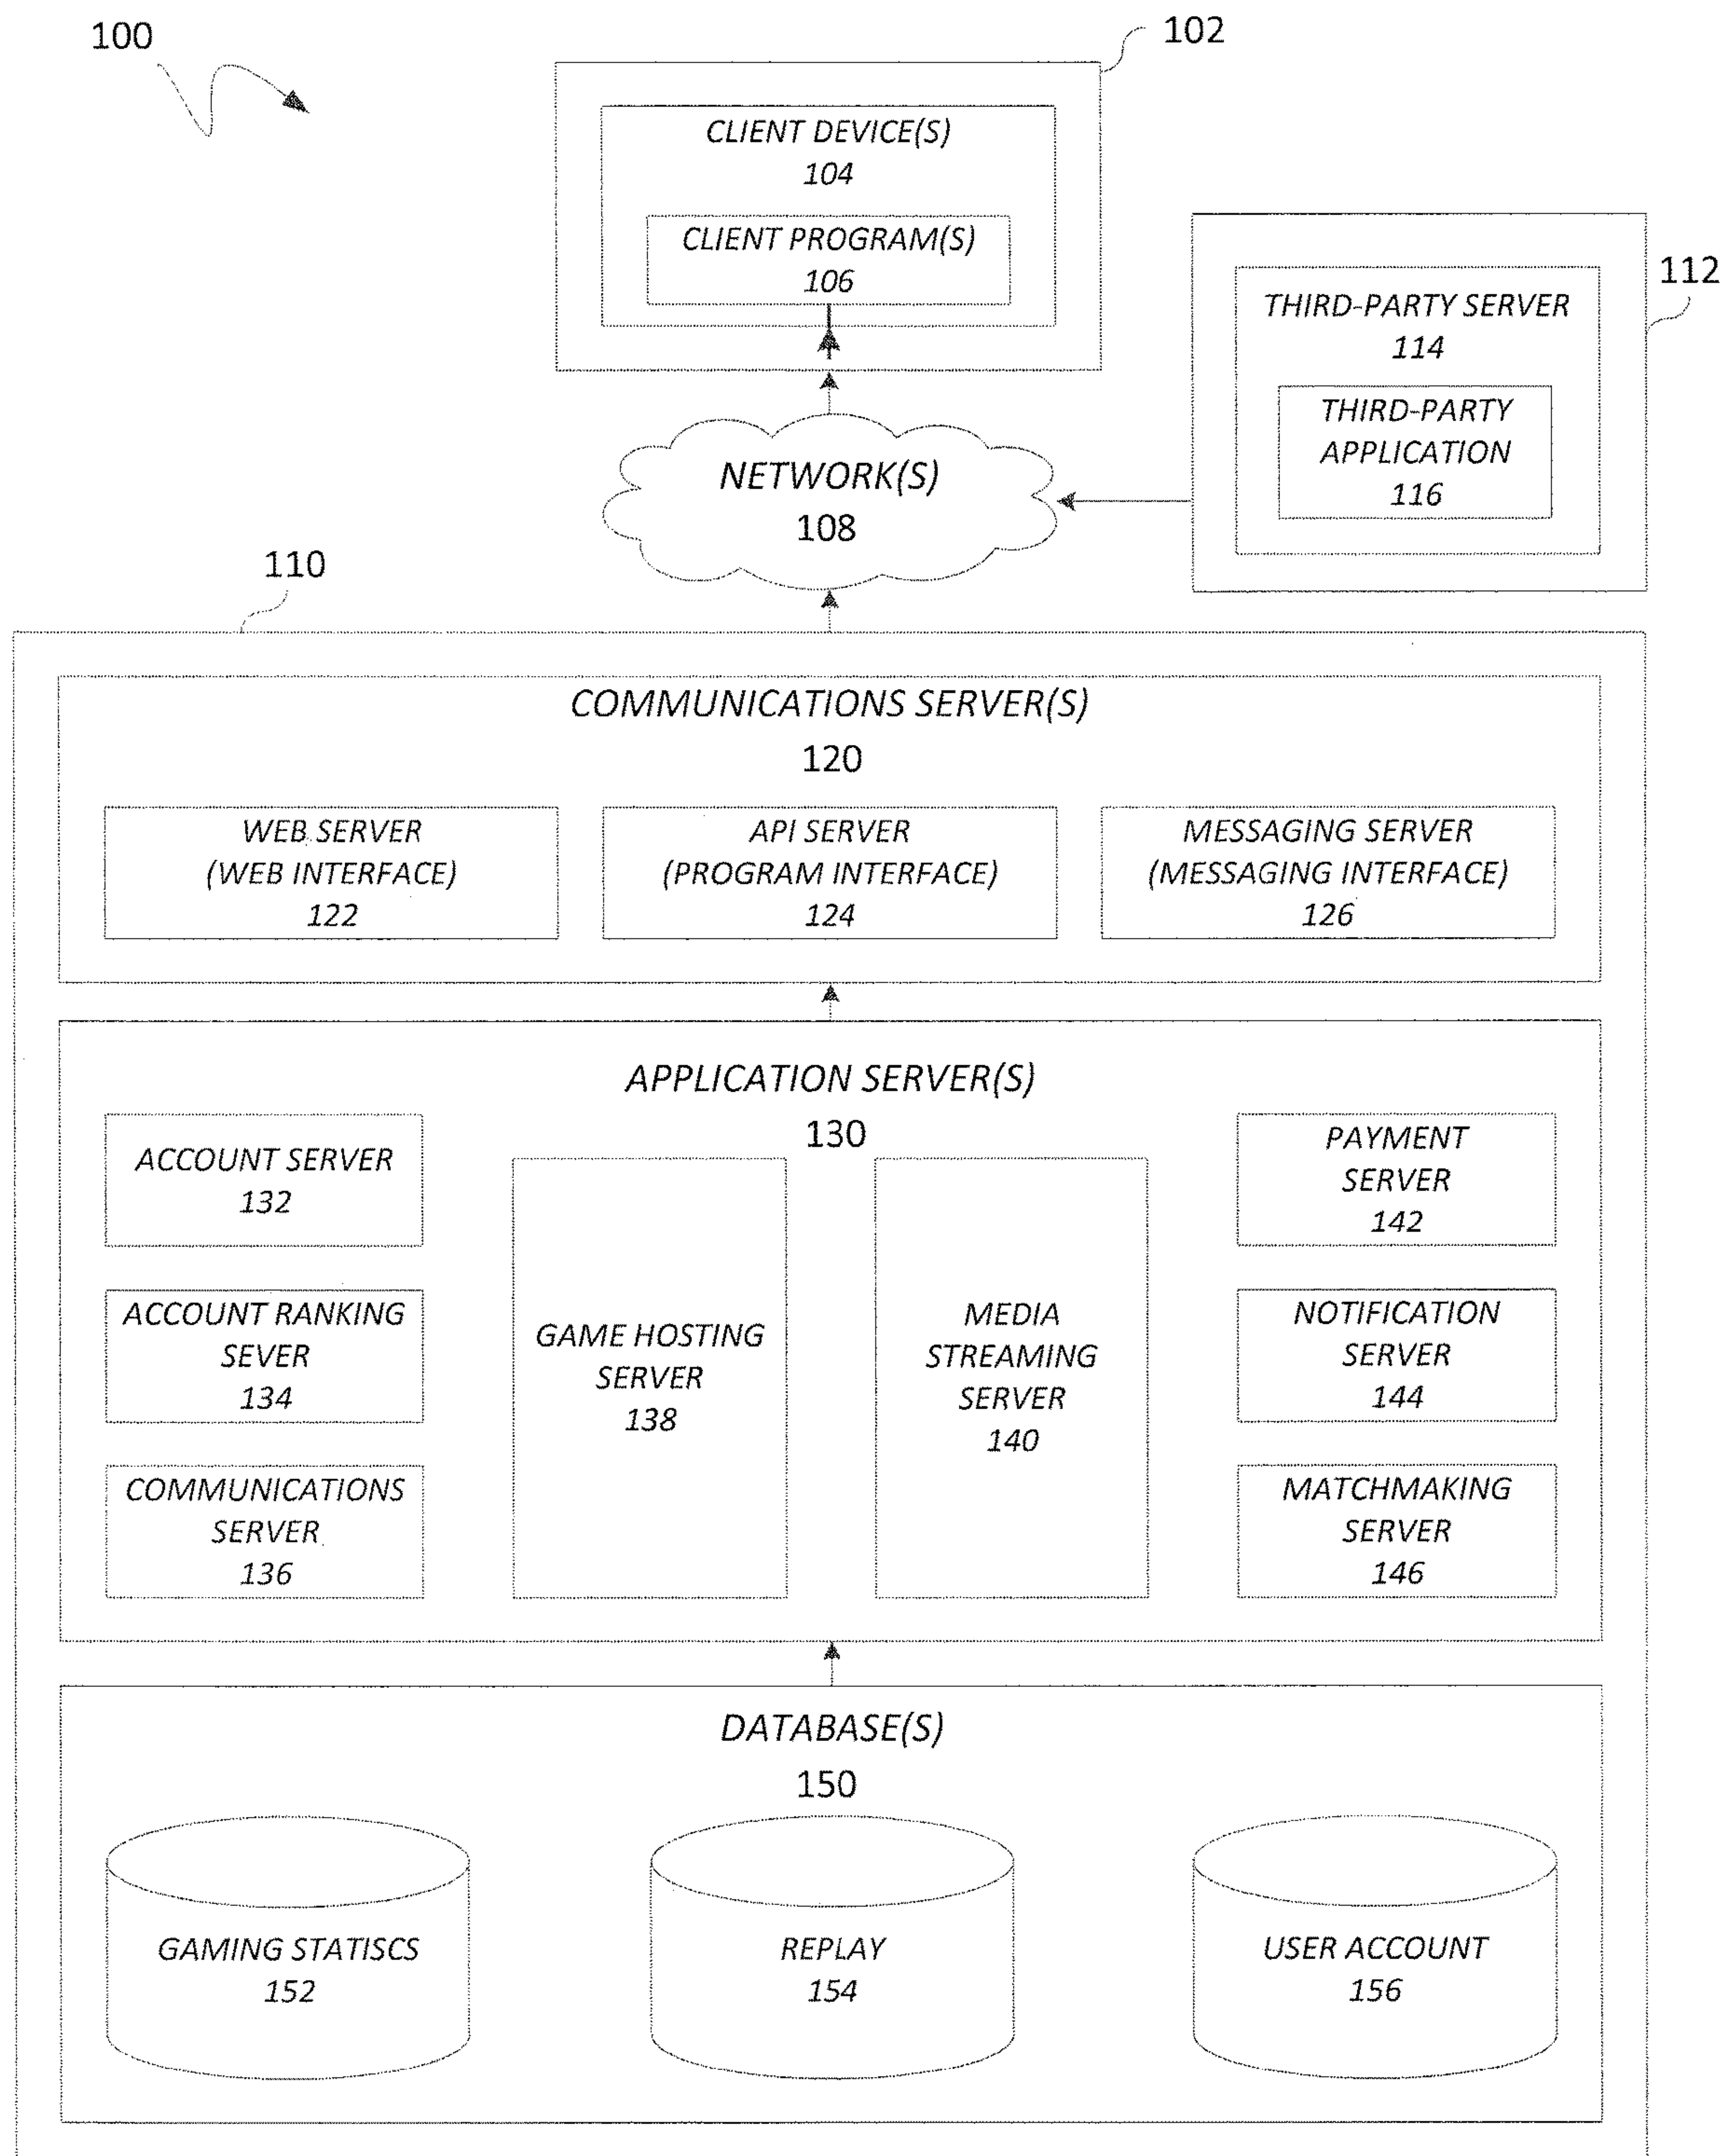 100
102
CLIENT DEVICE(S)
104
CLIENT PROGRAM(S)
106
112
THIRD-PARTY SERVER
114
THIRD-PARTY
APPLICATION
116
NETWORK(S)
108
110
COMMUNICATIONS SERVER(S)
120
WEB SERVER
(WEB INTERFACE)
122
API SERVER
(PROGRAM INTERFACE)
124
MESSAGING SERVER
(MESSAGING INTERFACE)
126
APPLICATION SERVER(S)
130
ACCOUNT SERVER
132
ACCOUNT RANKING
SEVER
134
COMMUNICATIONS
SERVER
136
GAME HOSTING
SERVER
138
MEDIA
STREAMING
SERVER
140
PAYMENT
SERVER
142
NOTIFICATION
SERVER
144
MATCHMAKING
SERVER
146
DATABASE(S)
150
GAMING STATISCS
152
REPLAY
154
USER ACCOUNT
156